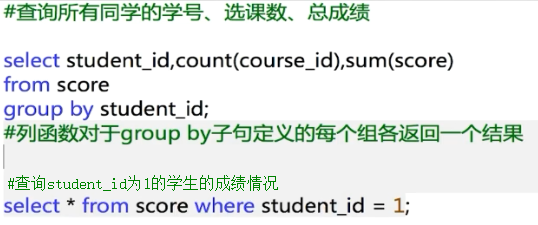 #查询所有同学的学号、选课数、总成绩
select student_id,count(course_id),sum(score)
from score
group by student_id;
#列函数对于group by子句定义的每个组各返回一个结果
#查询student_id为1的学生的成绩情况
select * from score where student_id = 1;